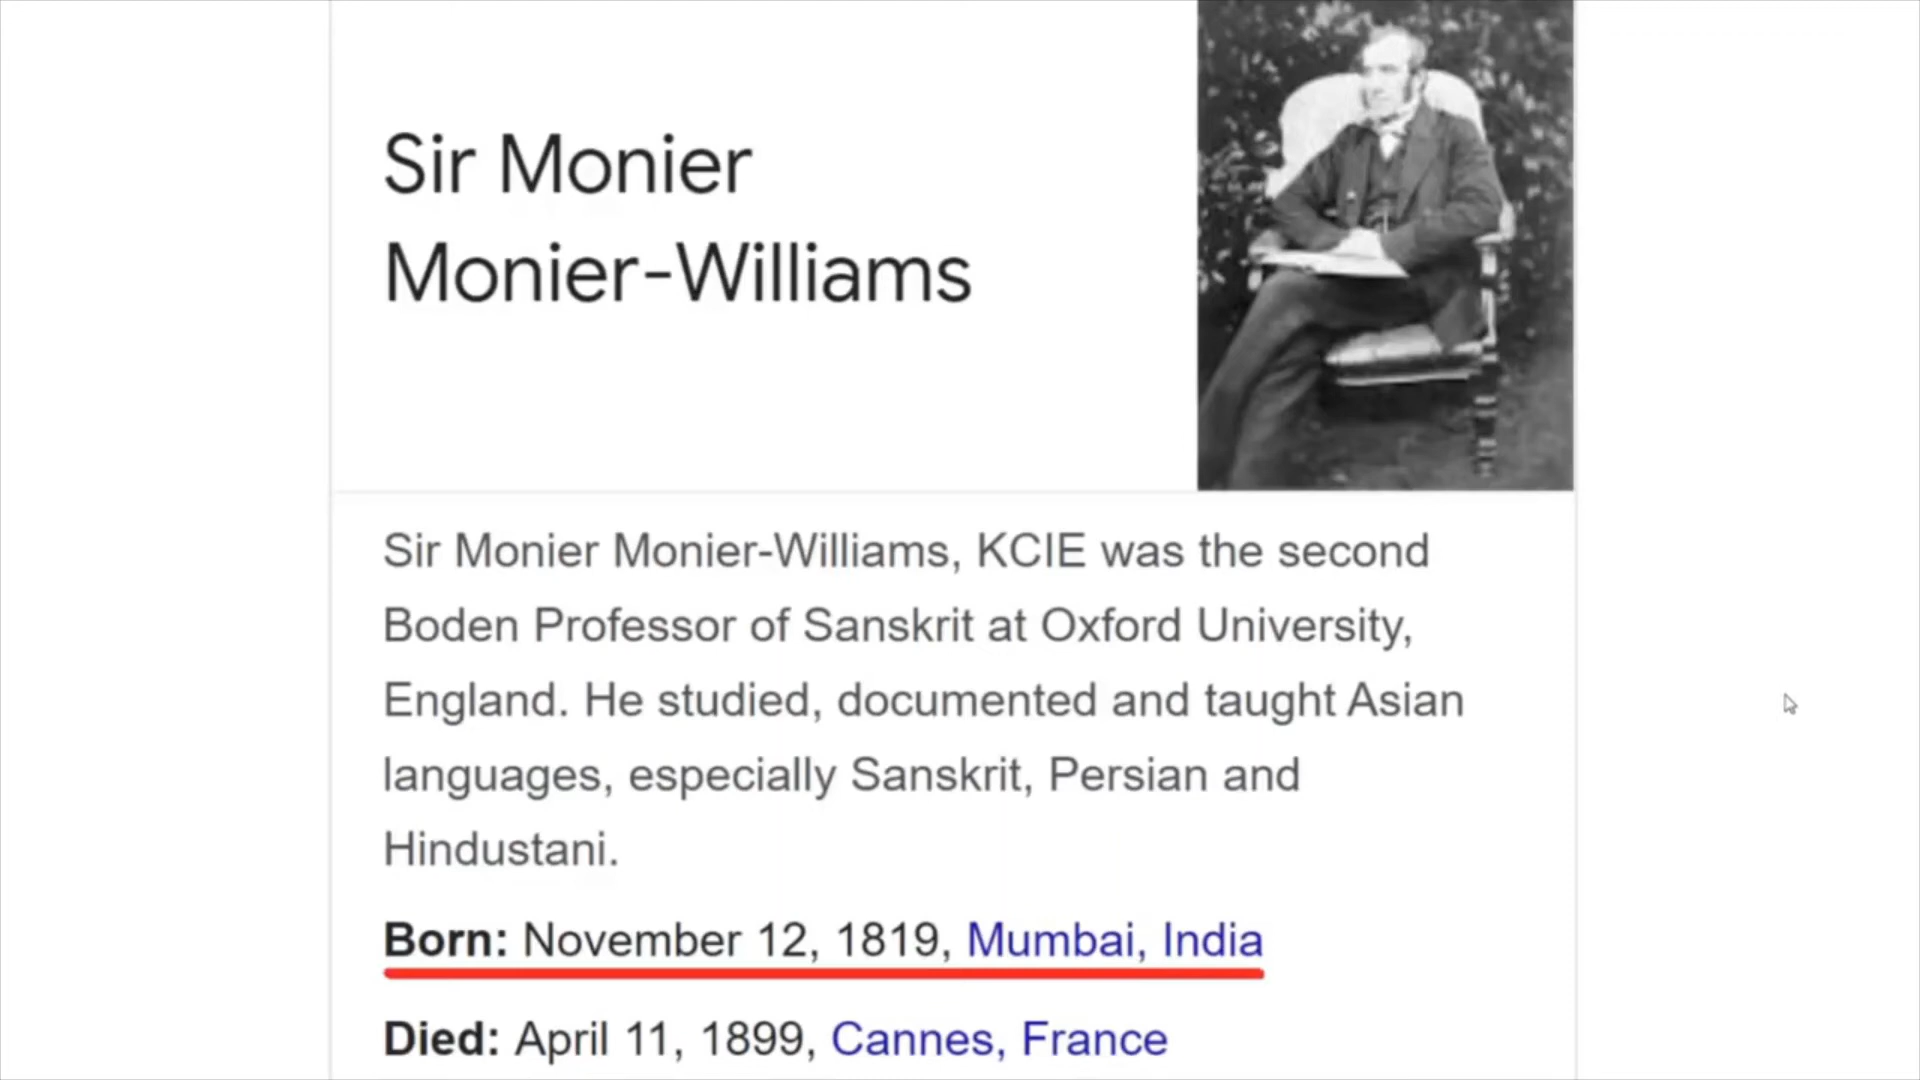 Sir Monier
Monier-Williams
Sir Monier Monier-Williams, KCIE was the second
Boden Professor of Sanskrit at Oxford University,
England. He studied, documented and taught Asian
languages, especially Sanskrit, Persian and
Hindustani.
Born: November 12, 1819, Mumbai, India
Died: April 11, 1899, Cannes, France